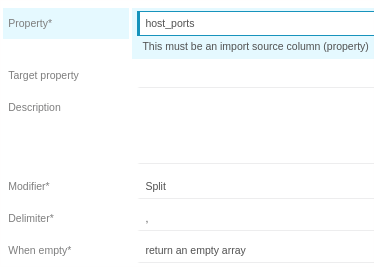 Property* host_ports
This must be an import source column (property)
Target property
Description
Modifier* Split
Delimiter* ,
When empty* return an empty array